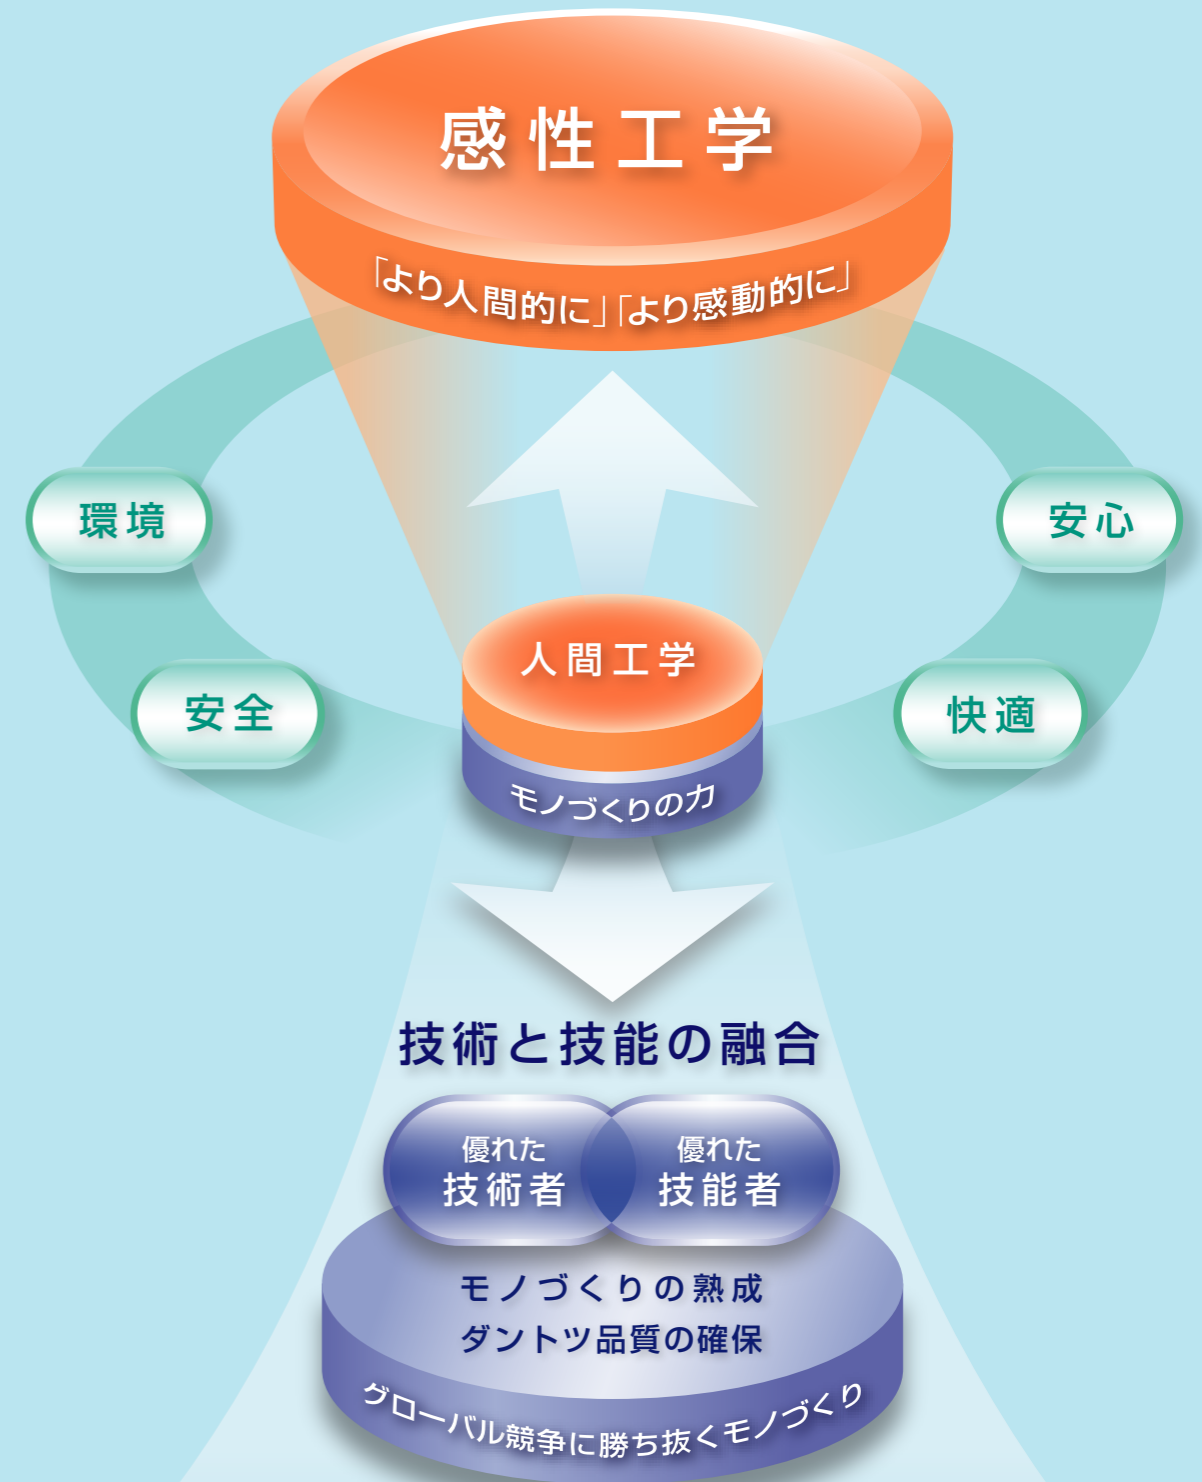 感性工学
「より人間的に」「より感動的に」
環境
安心
人間工学
安全
快適
モノづくりの力
技術と技能の融合
優れた
技術者
優れた
技能者
モノづくりの熟成
ダントツ品質の確保
グローバル競争に勝ち抜くモノづくり